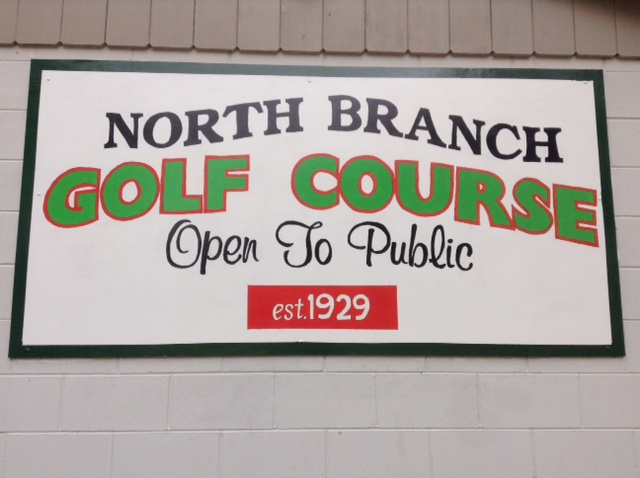 NORTH BRANCH
GOLF COURSE
Open To Public
est.1929